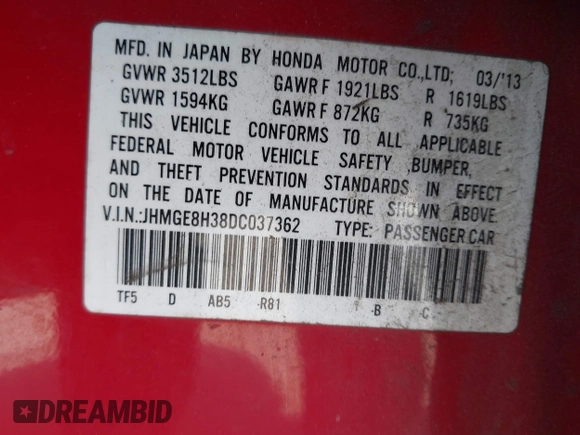 MFD. IN JAPAN BY HONDA MOTOR CO.,LTD; 03/'13
GVWR 3512LBS GAWR F 1921LBS R 1619LBS
GVWR 1594KG GAWR F 872KG R 735KG
THIS VEHICLE CONFORMS TO ALL APPLICABLE
FEDERAL MOTOR VEHICLE SAFETY ,BUMPER,
AND THEFT PREVENTION STANDARDS IN EFFECT
ON THE DATE OF MANUFACTURE SHOWN ABOVE.
V.I.N.:JHMGE8H38DC037362 TYPE: PASSENGER CAR
TF5 D AB5 -R81 B C
DREAMBID